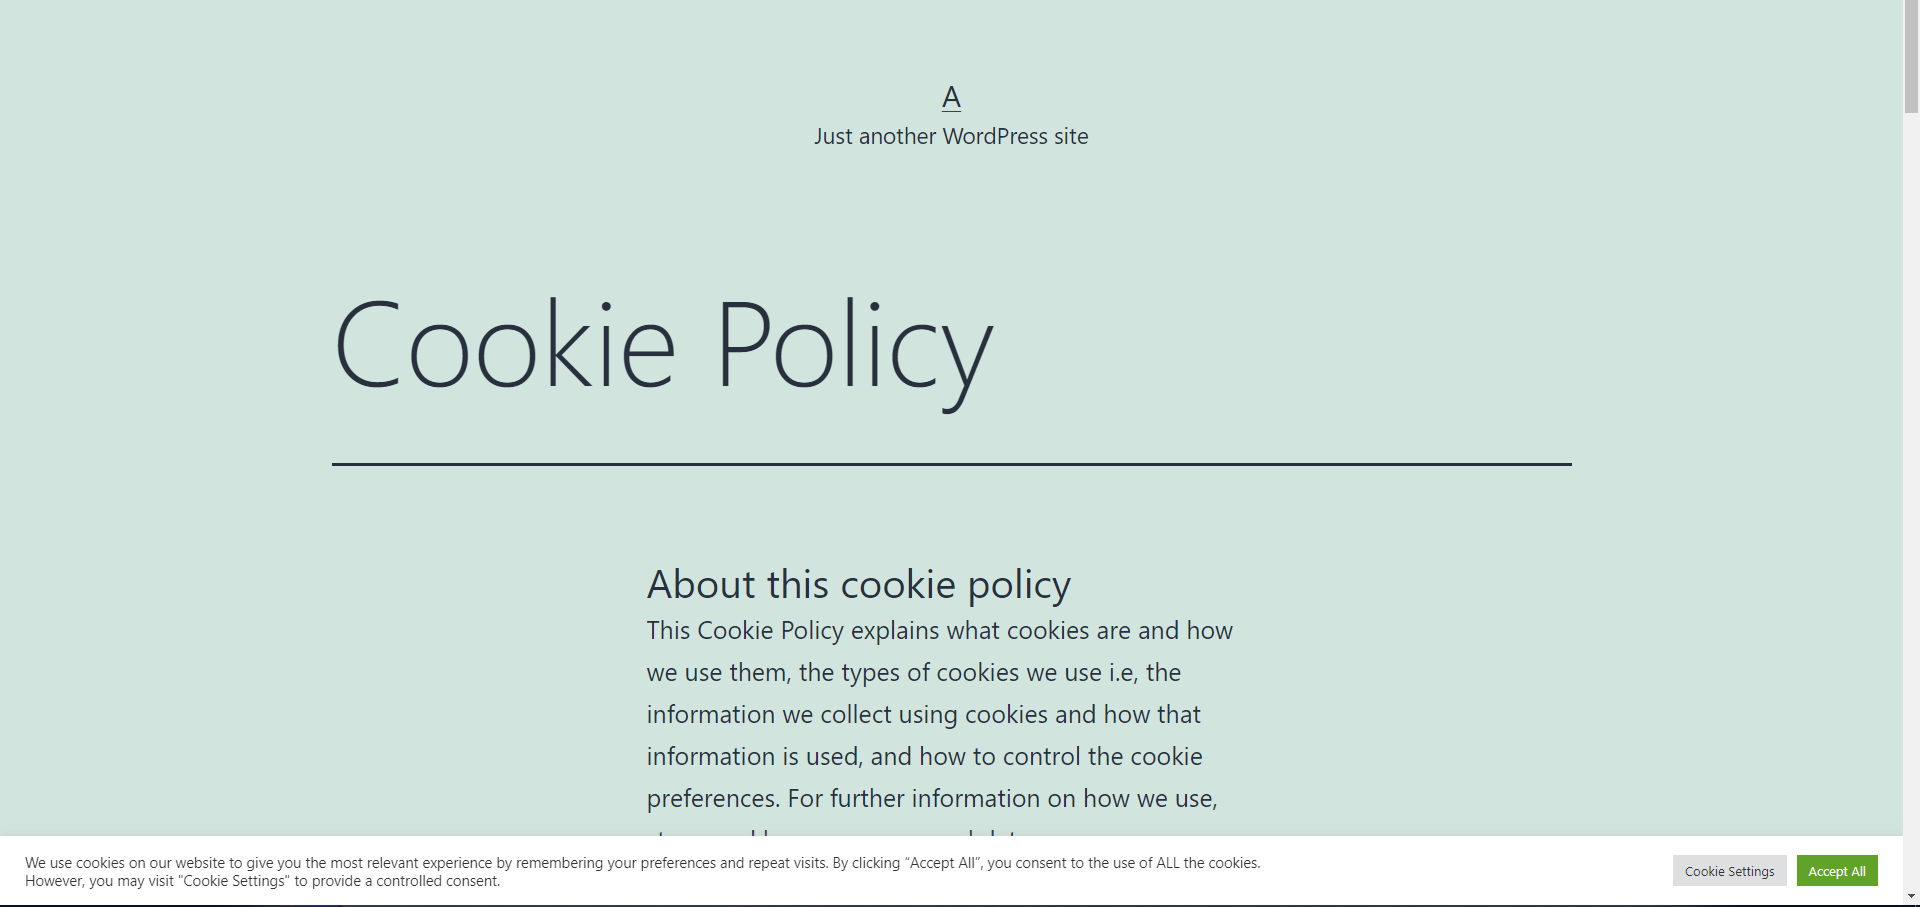 A
Just another WordPress site
Cookie Policy
About this cookie policy
This Cookie Policy explains what cookies are and how
we use them, the types of cookies we use i.e, the
information we collect using cookies and how that
information is used, and how to control the cookie
preferences. For further information on how we use,
We use cookies on our website to give you the most relevant experience by remembering your preferences and repeat visits. By clicking “Accept All”, you consent to the use of ALL the cookies.
However, you may visit "Cookie Settings" to provide a controlled consent.
Cookie Settings
Accept All